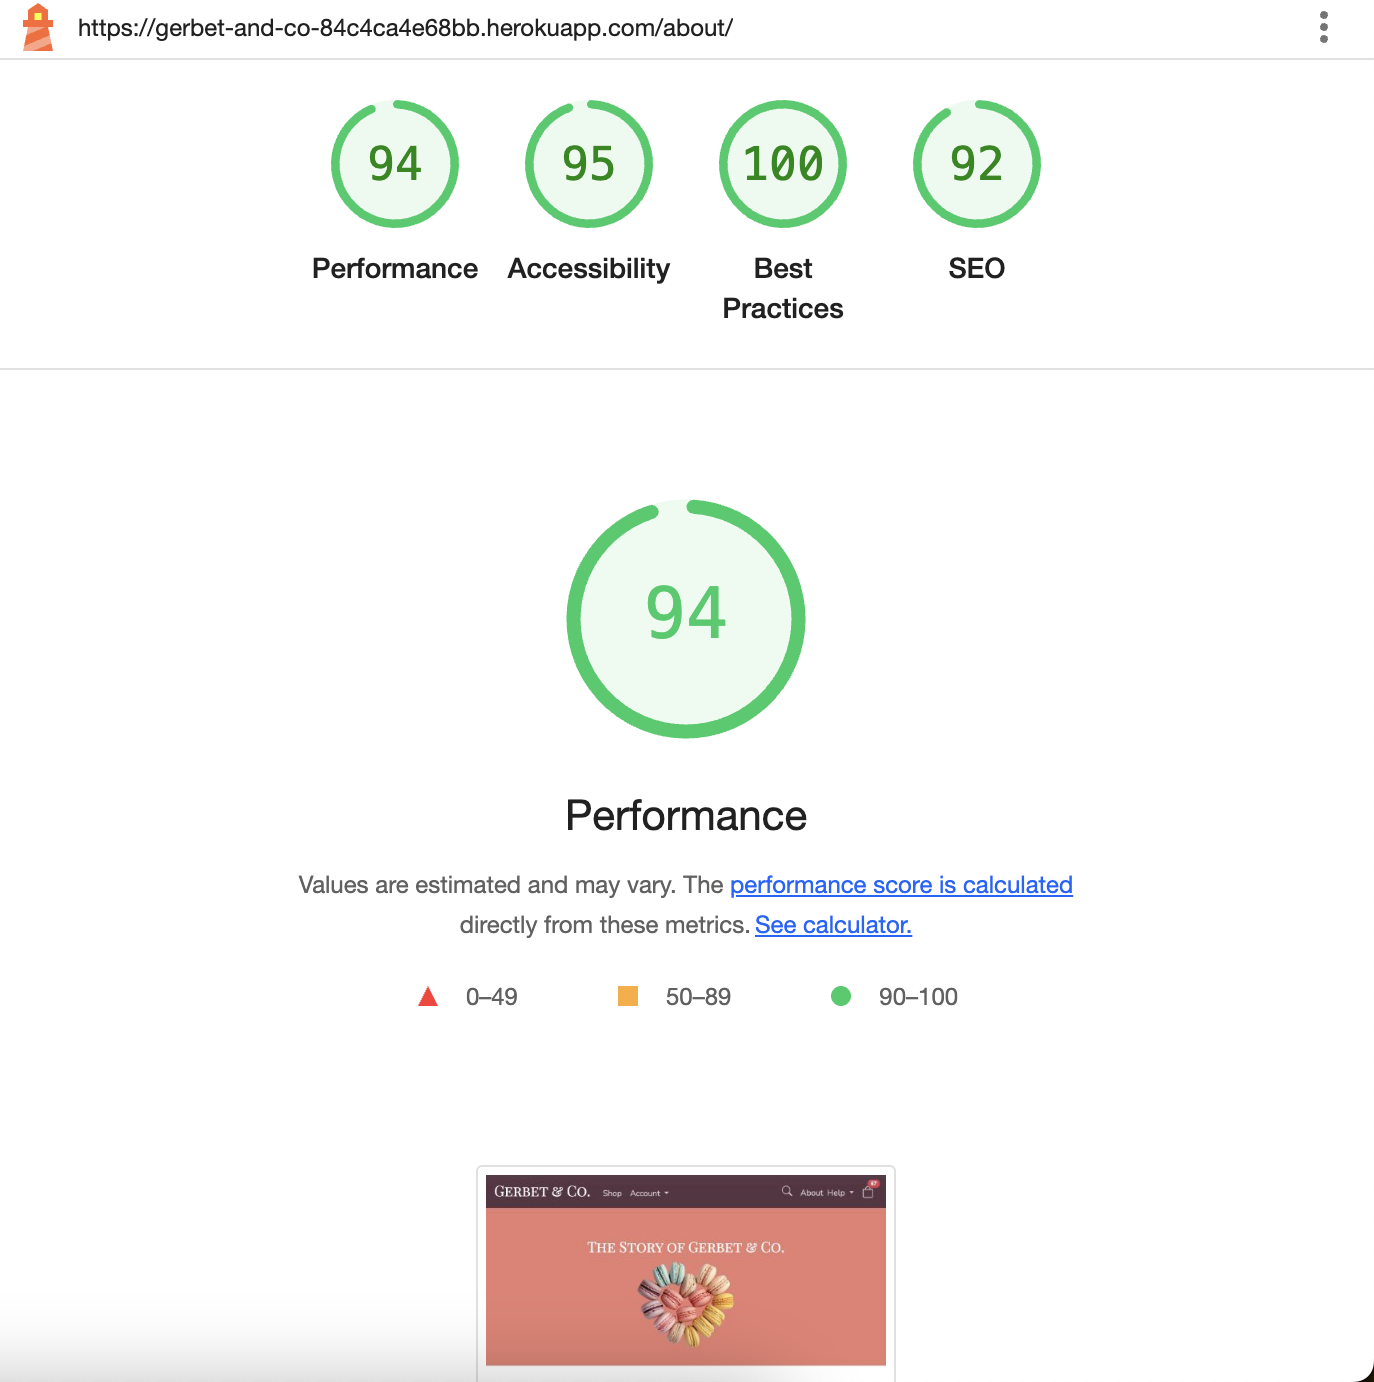 https://gerbet-and-co-84c4ca4e68bb.herokuapp.com/about/
94
95
100
92
Performance
Accessibility
Best
Practices
SEO
94
Performance
Values are estimated and may vary. The performance score is calculated
directly from these metrics. See calculator.
0–49
50–89
90–100
GERBET & CO. Shop Account About Help
THE STORY OF GERBET & CO.